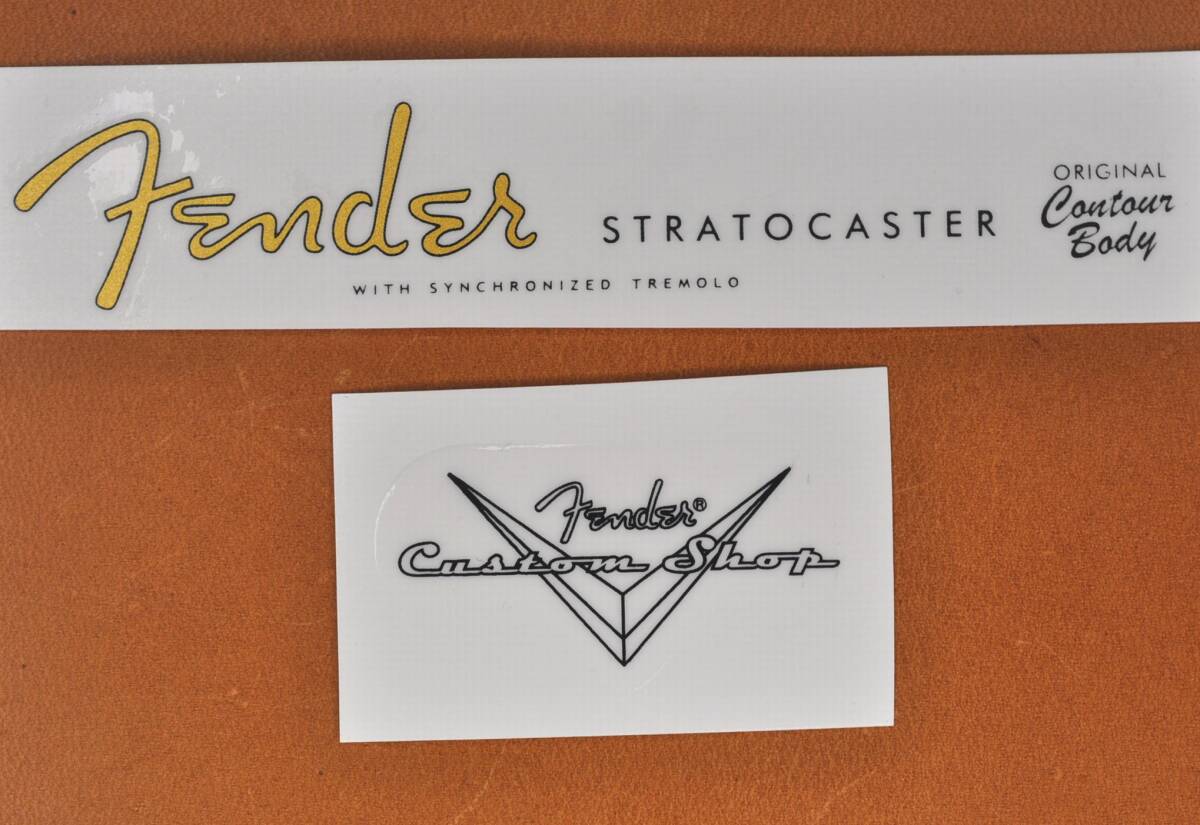 Fender STRATOCASTER
WITH SYNCHRONIZED TREMOLO
ORIGINAL
Contour
Body
Fender®
Custom Shop